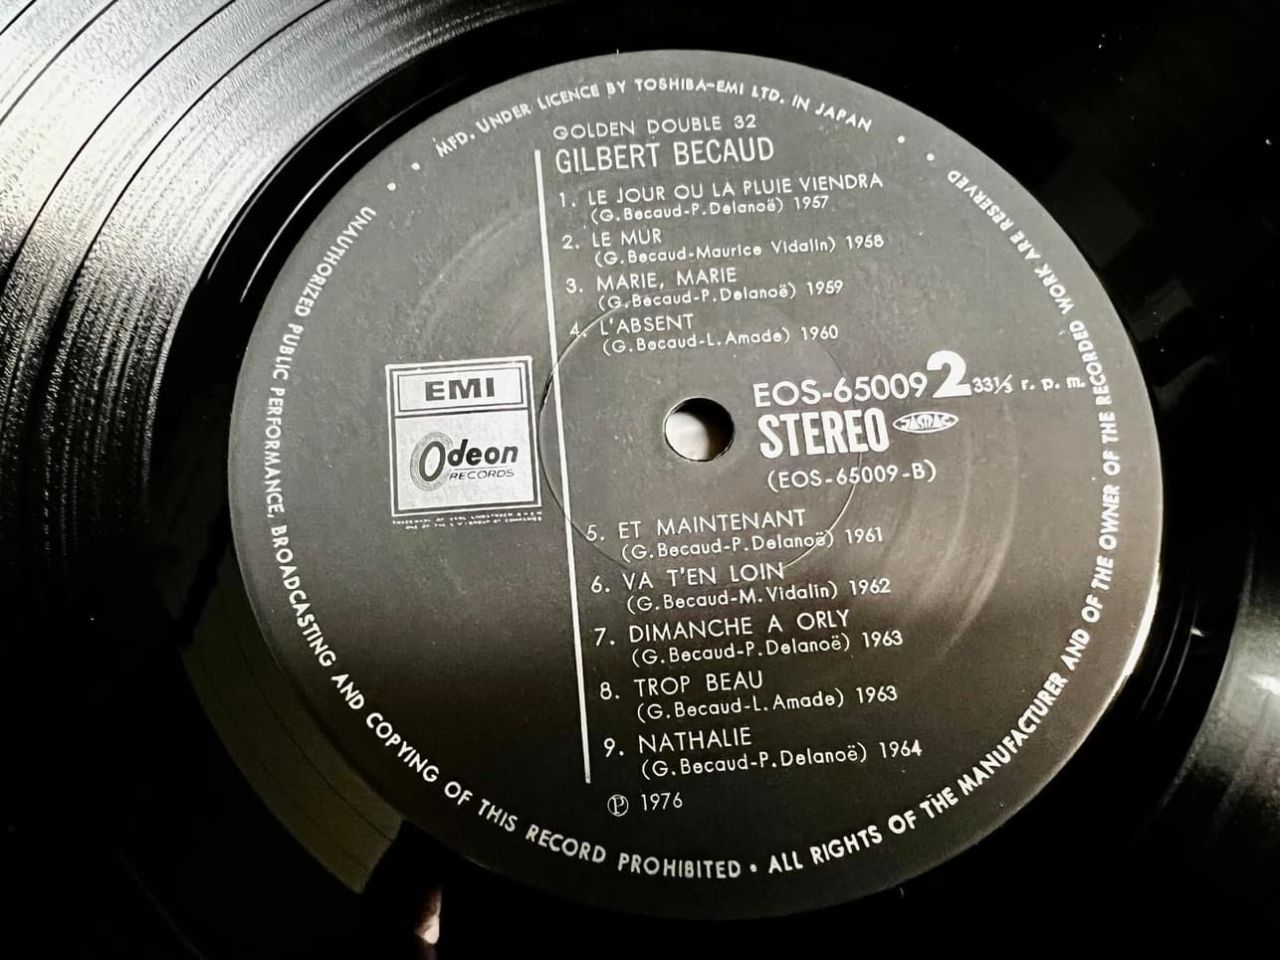 MFD. UNDER LICENCE BY TOSHIBA-EMI LTD. IN JAPAN
GOLDEN DOUBLE 32
GILBERT BECAUD
1. LE JOUR OU LA PLUIE VIENDRA
(G.Becaud-P.Delanoë) 1957
2. LE MUR
(G.Becaud-Maurice Vidalin) 1958
3. MARIE, MARIE
(G.Becaud-P.Delanoë) 1959
4. L'ABSENT
(G.Becaud-L.Amade) 1960
EMI
Odeon
RECORDS
EOS-65009 2 33⅓ r. p. m.
STEREO JASRAC
(EOS-65009-B)
5. ET MAINTENANT
(G.Becaud-P.Delanoë) 1961
6. VA T'EN LOIN
(G.Becaud-M.Vidalin) 1962
7. DIMANCHE A ORLY
(G.Becaud-P.Delanoë) 1963
8. TROP BEAU
(G.Becaud-L.Amade) 1963
9. NATHALIE
(G.Becaud-P.Delanoë) 1964
Ⓟ 1976
UNAUTHORIZED PUBLIC PERFORMANCE, BROADCASTING AND COPYING OF THIS RECORD PROHIBITED • ALL RIGHTS OF THE MANUFACTURER AND OF THE OWNER OF THE RECORDED WORK ARE RESERVED